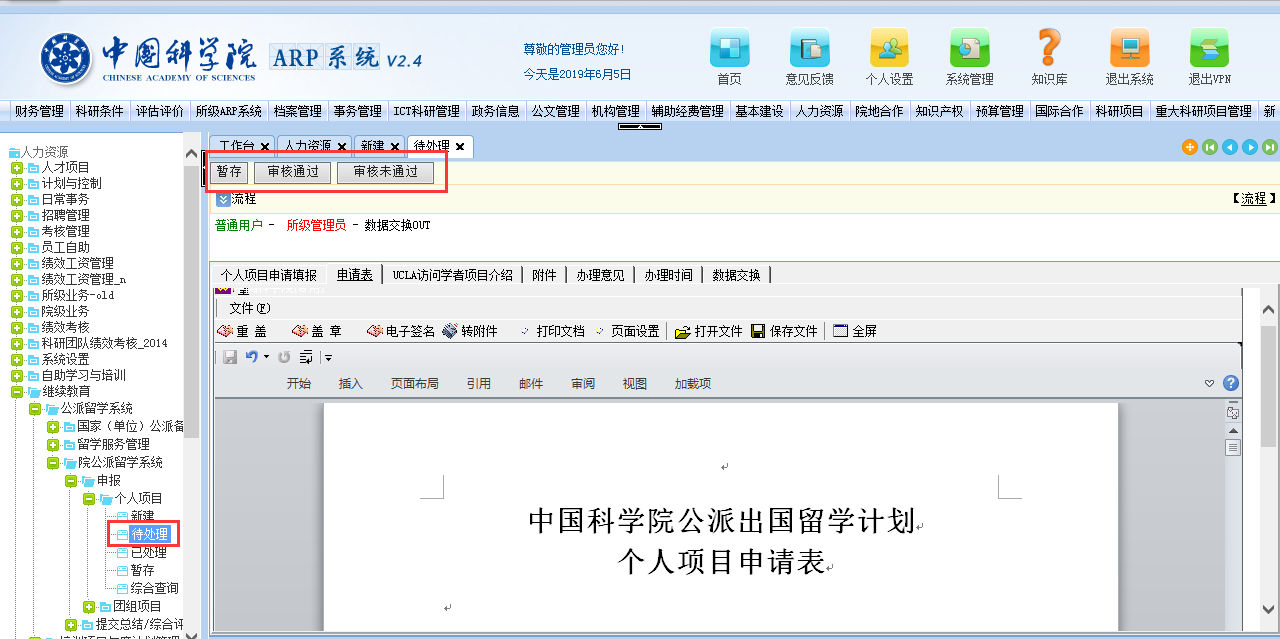 中国科学院 ARP 系统 V2.4
CHINESE ACADEMY OF SCIENCES
尊敬的管理员您好！
今天是2019年6月5日
首页 意见反馈 个人设置 系统管理 知识库 退出系统 退出VPN
财务管理 科研条件 评估评价 所级ARP系统 档案管理 事务管理 ICT科研管理 政务信息 公文管理 机构管理 辅助经费管理 基本建设 人力资源 院地合作 知识产权 预算管理 国际合作 科研项目 重大科研项目管理 新
人力资源
人才项目
计划与控制
日常事务
招聘管理
考核管理
员工自助
绩效工资管理
绩效工资管理_n
所级业务-old
院级业务
绩效考核
科研团队绩效考核_2014
系统设置
自助学习与培训
继续教育
公派留学系统
国家（单位）公派留
留学服务管理
院公派留学系统
申报
个人项目
新建
待处理
已处理
暂存
综合查询
团组项目
提交总结/综合评
工作台 人力资源 新建 待处理
暂存 审核通过 审核未通过
流程 【流程】
普通用户 - 所级管理员 - 数据交换OUT
个人项目申请填报 申请表 UCLA访问学者项目介绍 附件 办理意见 办理时间 数据交换
文件(F)
重 盖 盖 章 电子签名 转附件 打印文档 页面设置 打开文件 保存文件 全屏
开始 插入 页面布局 引用 邮件 审阅 视图 加载项
中国科学院公派出国留学计划
个人项目申请表